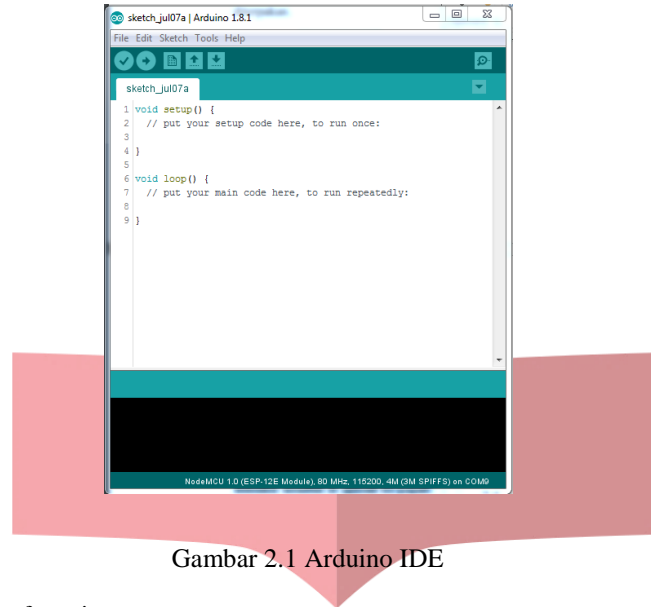 sketch_jul07a | Arduino 1.8.1
File Edit Sketch Tools Help
sketch_jul07a
1 void setup() {
2 // put your setup code here, to run once:
3
4 }
5
6 void loop() {
7 // put your main code here, to run repeatedly:
8
9 }
NodeMCU 1.0 (ESP-12E Module), 80 MHz, 115200, 4M (3M SPIFFS) on COM9
Gambar 2.1 Arduino IDE